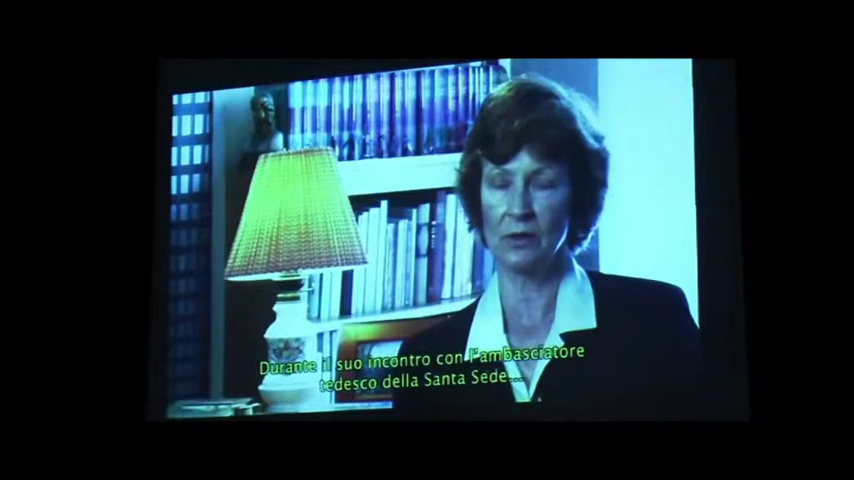 Durante il suo incontro con l'ambasciatore
tedesco della Santa Sede...